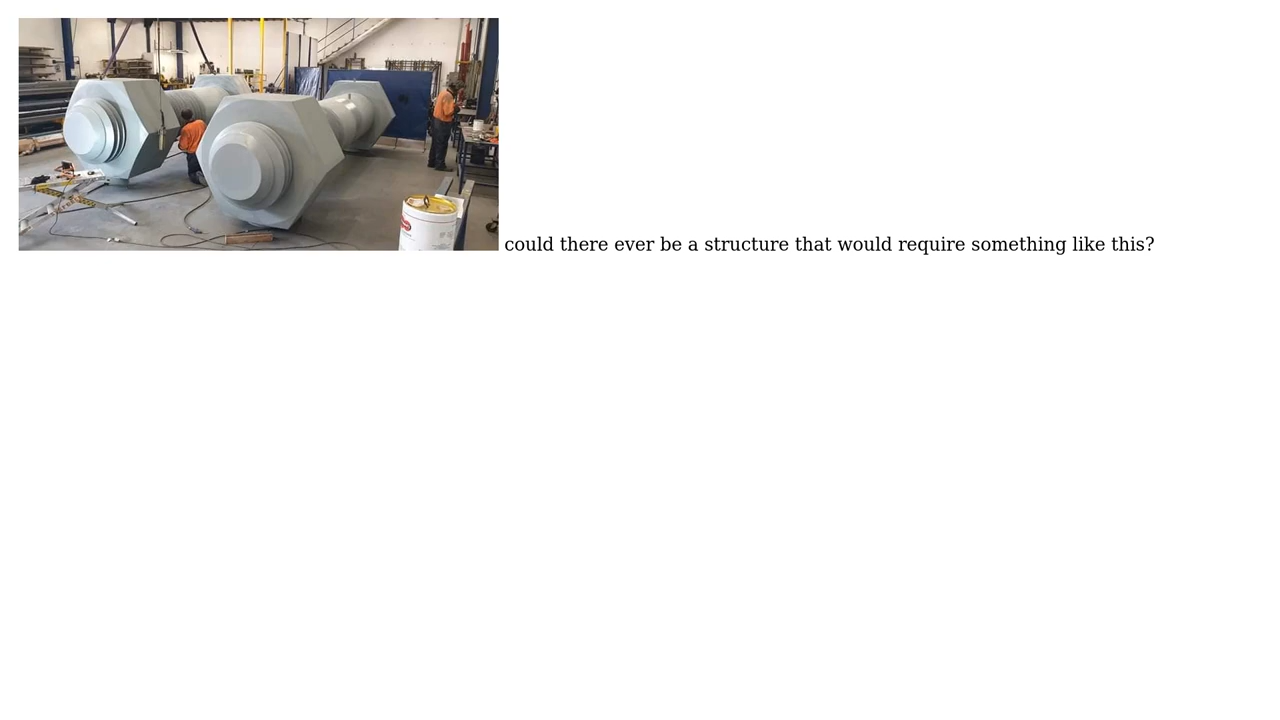 could there ever be a structure that would require something like this?